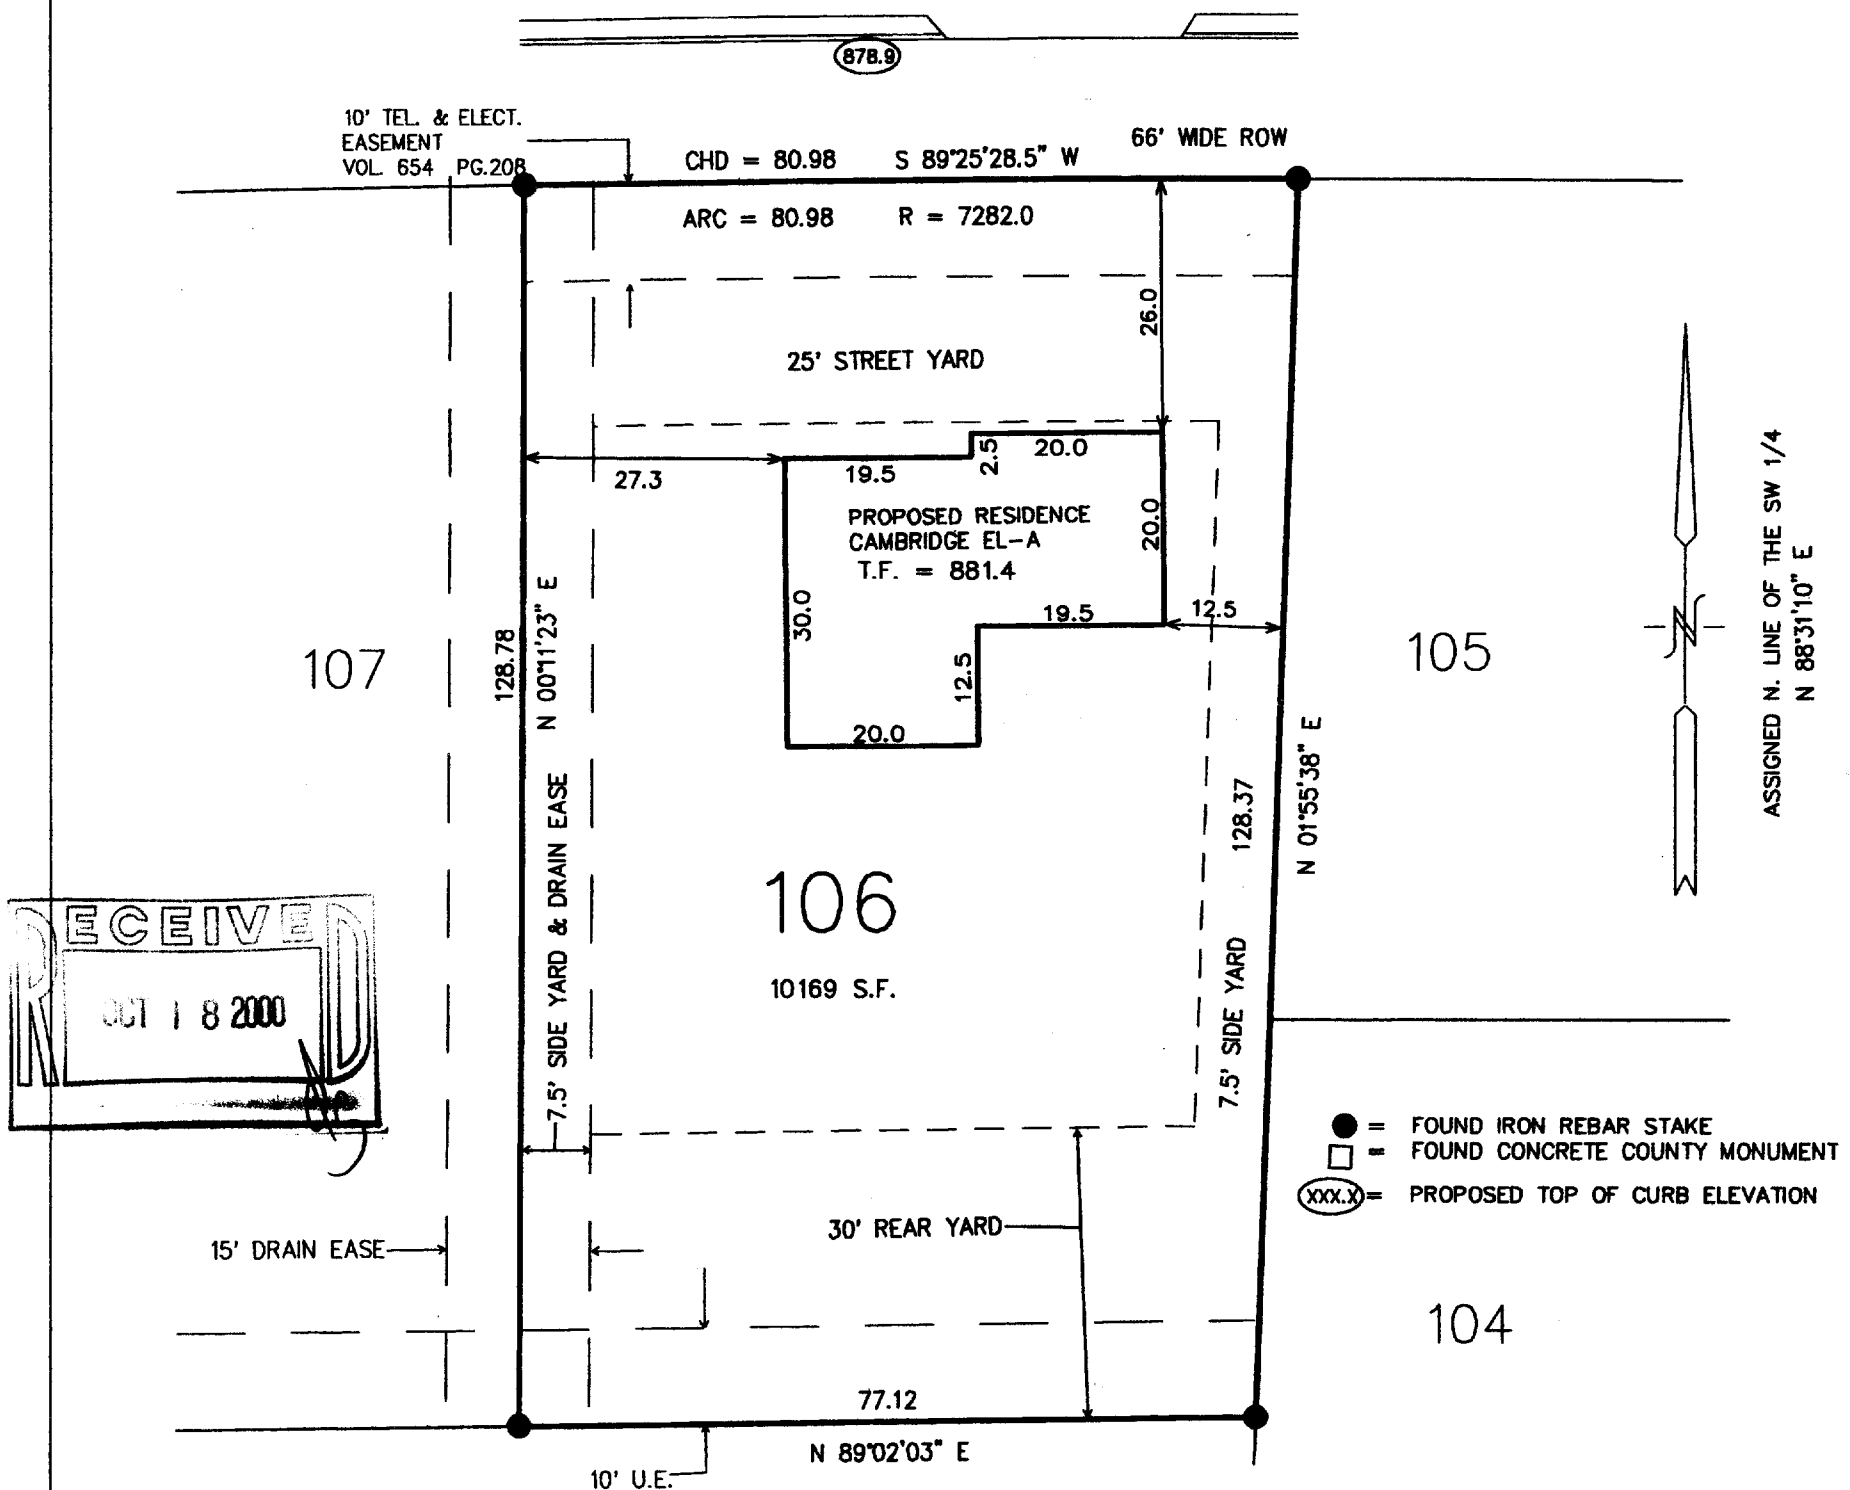 878.9
10' TEL. & ELECT.
EASEMENT
VOL. 654 PG.208
CHD = 80.98 S 89°25'28.5" W
66' WIDE ROW
ARC = 80.98 R = 7282.0
26.0
25' STREET YARD
27.3
19.5
2.5
20.0
PROPOSED RESIDENCE
CAMBRIDGE EL-A
T.F. = 881.4
20.0
30.0
19.5
12.5
12.5
20.0
128.78
N 00°11'23" E
107
105
N
ASSIGNED N. LINE OF THE SW 1/4
N 88°31'10" E
7.5' SIDE YARD & DRAIN EASE
106
10169 S.F.
128.37
N 01°55'38" E
7.5' SIDE YARD
RECEIVED
OCT 18 2000
= FOUND IRON REBAR STAKE
= FOUND CONCRETE COUNTY MONUMENT
XXX.X = PROPOSED TOP OF CURB ELEVATION
30' REAR YARD
15' DRAIN EASE
104
77.12
N 89°02'03" E
10' U.E.